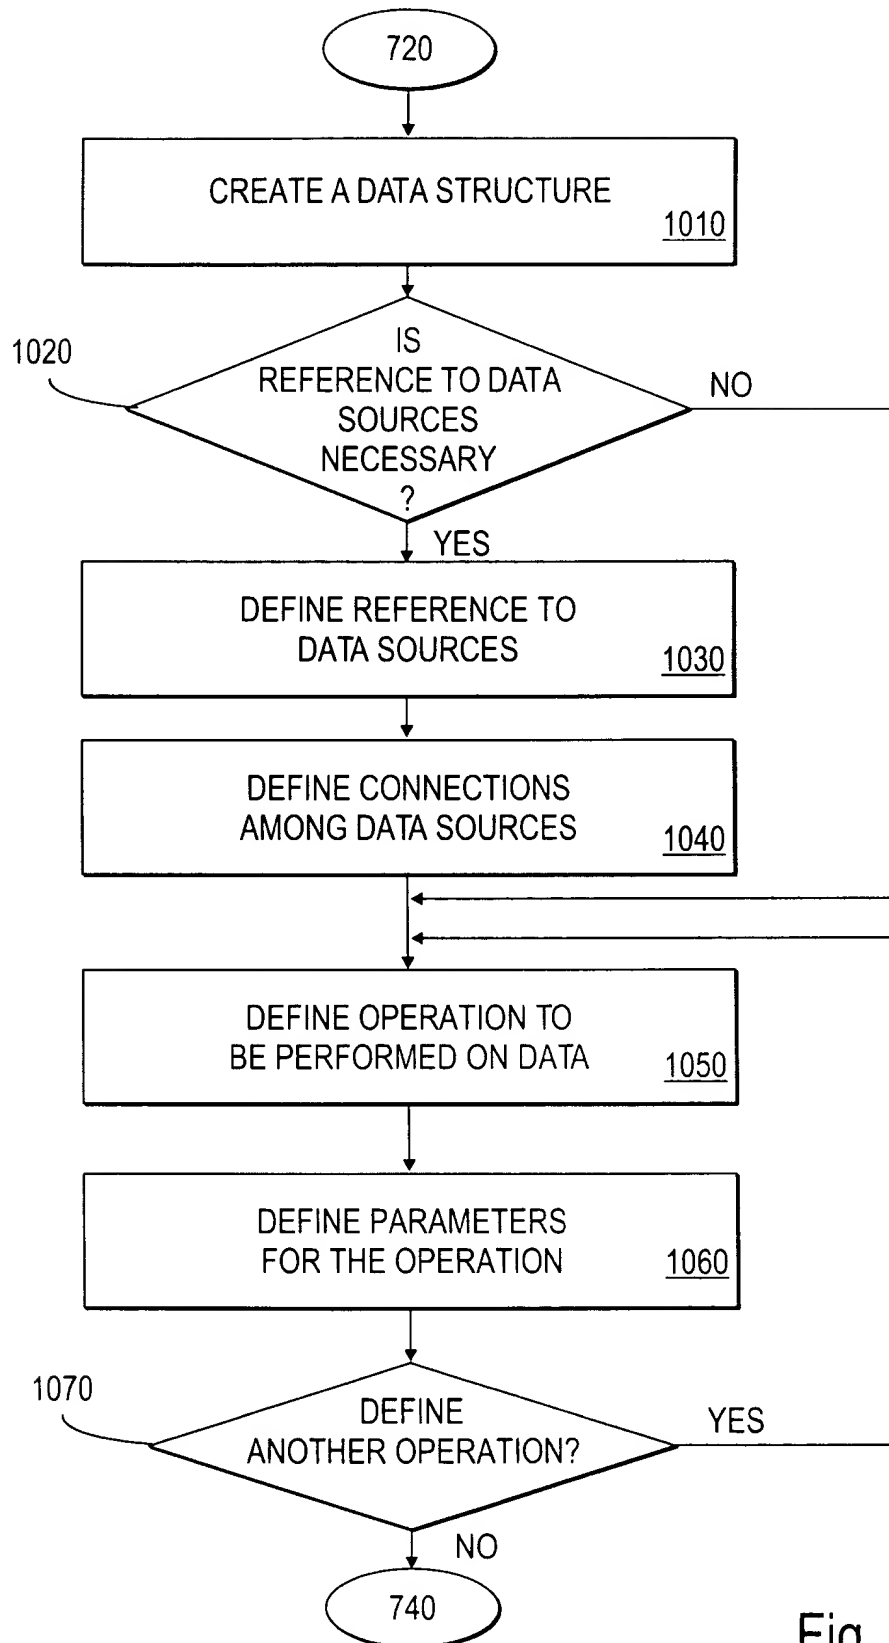 720
CREATE A DATA STRUCTURE
1010
1020
IS
REFERENCE TO DATA
SOURCES
NECESSARY
?
NO
YES
DEFINE REFERENCE TO
DATA SOURCES
1030
DEFINE CONNECTIONS
AMONG DATA SOURCES
1040
DEFINE OPERATION TO
BE PERFORMED ON DATA
1050
DEFINE PARAMETERS
FOR THE OPERATION
1060
1070
DEFINE
ANOTHER OPERATION?
YES
NO
740
Fig